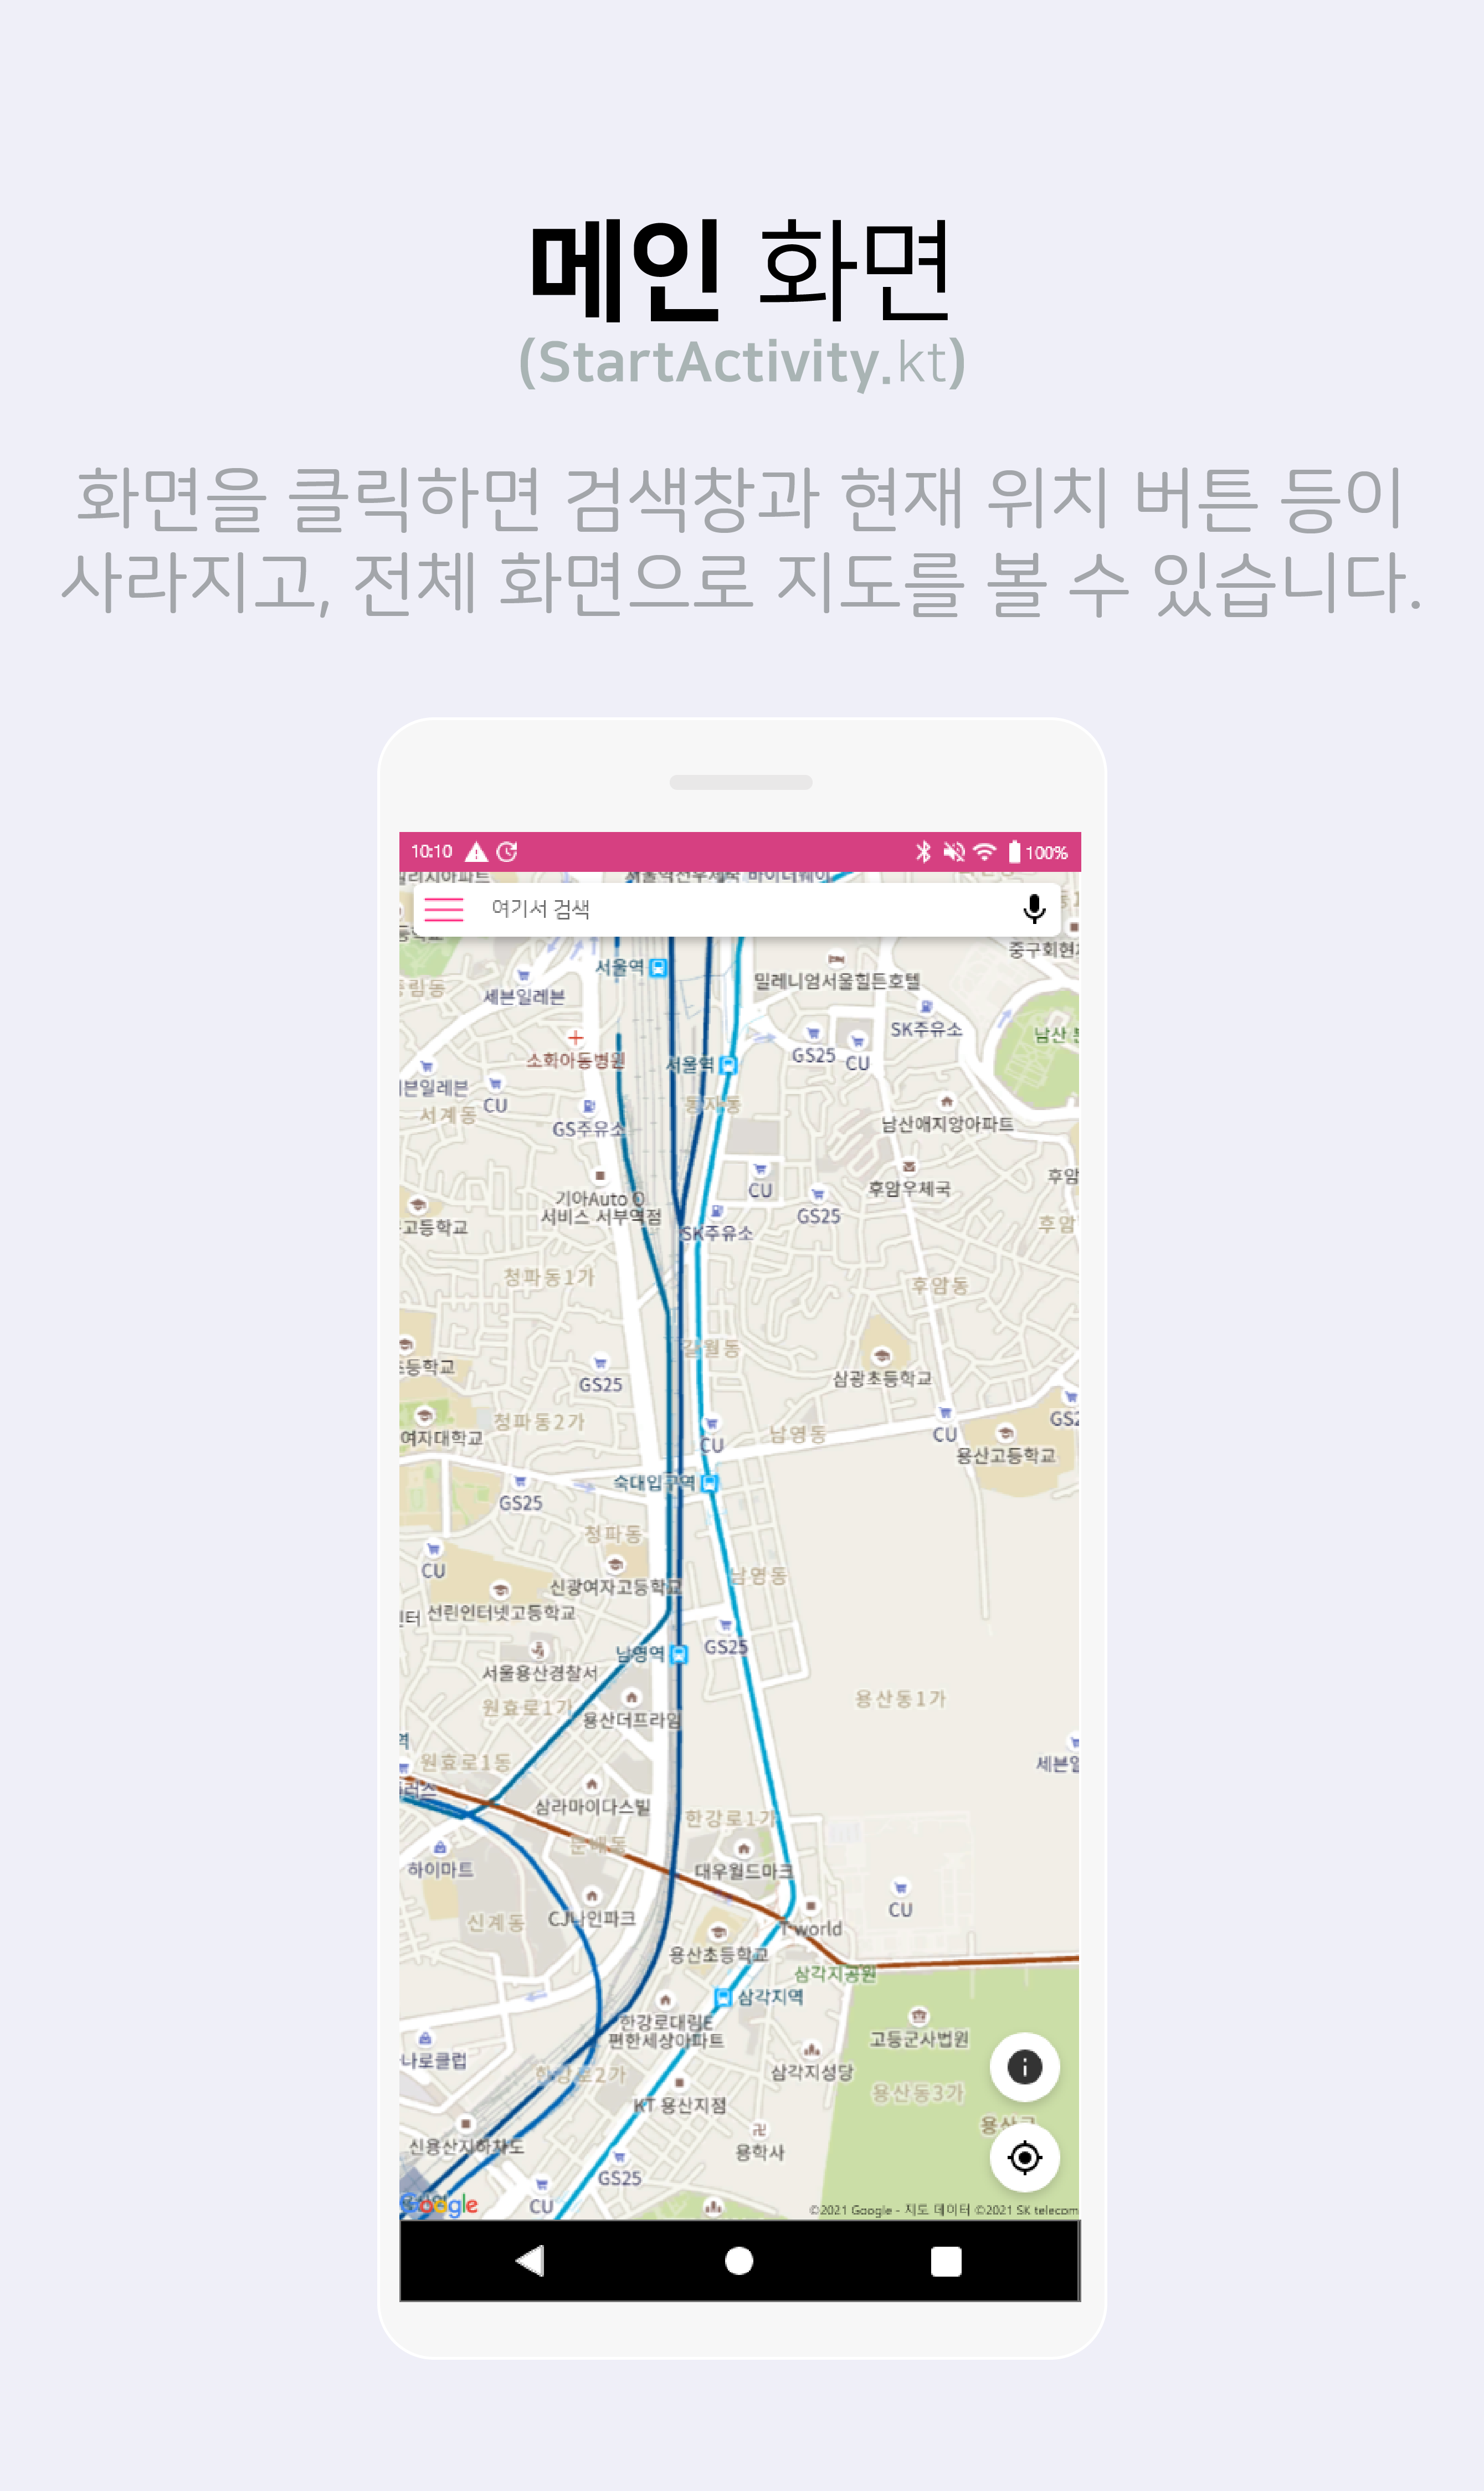 메인 화면
(StartActivity.kt)
화면을 클릭하면 검색창과 현재 위치 버튼 등이
사라지고, 전체 화면으로 지도를 볼 수 있습니다.
10:10
100%
여기서 검색
중구회현
서울역
밀레니엄서울힐튼호텔
세븐일레븐
SK주유소
남산
소화아동병원
서울역
GS25
CU
븐일레븐
CU
서계동
동자동
GS주유소
남산애지앙아파트
기아Auto Q
서비스 서부역점
CU
후암우체국
후암
GS25
고등학교
SK주유소
후암
청파동1가
후암동
길월동
등학교
GS25
삼광초등학교
여자대학교
청파동2가
CU
남영동
CU
용산고등학교
숙대입구역
GS25
청파동
CU
신광여자고등학교
남영동
선린인터넷고등학교
남영역
GS25
서울용산경찰서
원효로1가
용산더프라임
용산동1가
원효로1동
세븐일
삼라마이다스빌
한강로1가
문배동
하이마트
대우월드마크
신계동
CJ나인파크
CU
T world
용산초등학교
삼각지공원
삼각지역
한강로대림E
편한세상아파트
고등군사법원
나로클럽
삼각지성당
한강로2가
용산동3가
KT 용산지점
신용산지하차도
용학사
GS25
CU
Google
©2021 Google - 지도 데이터 ©2021 SK telecom